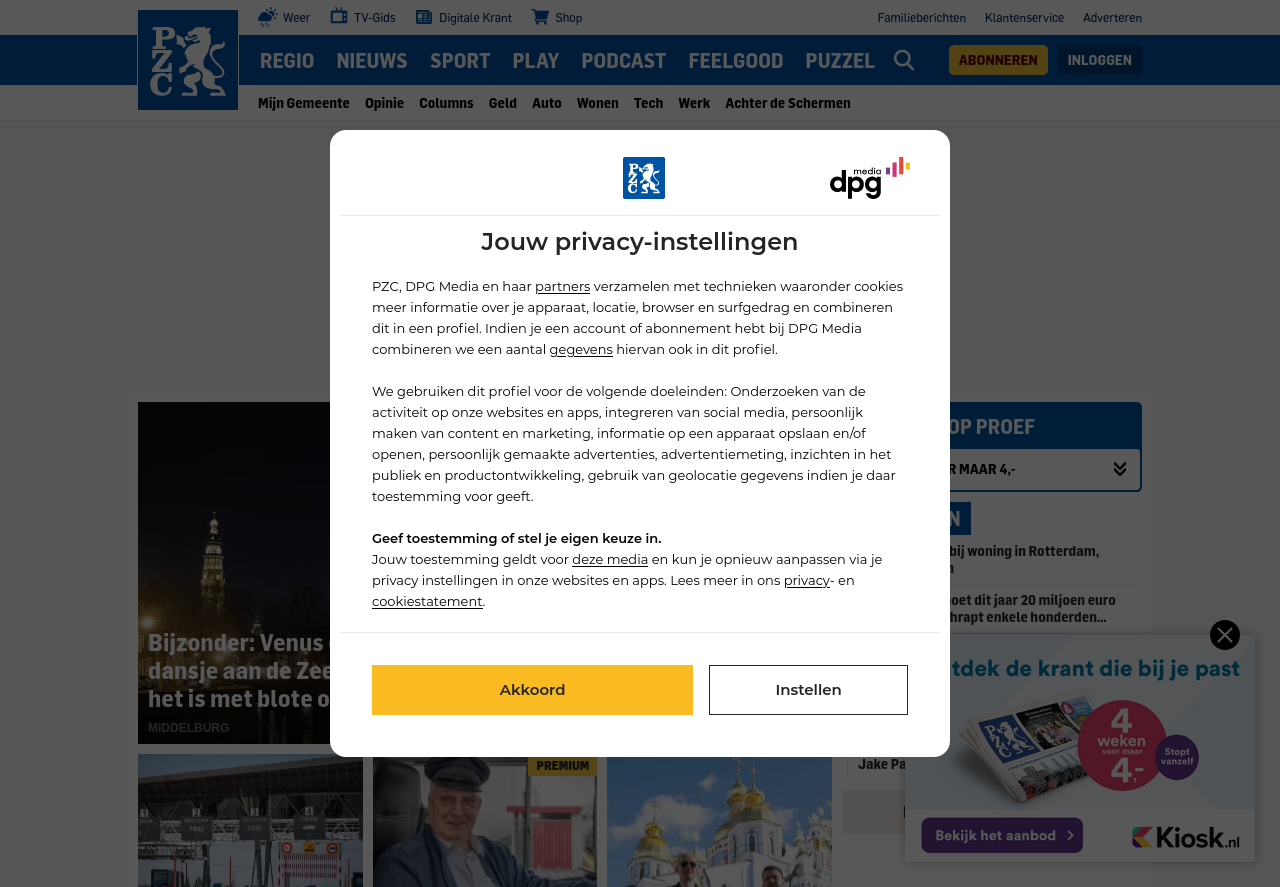 Weer TV-Gids Digitale Krant Shop Familieberichten Klantenservice Adverteren
PZC
REGIO NIEUWS SPORT PLAY PODCAST FEELGOOD PUZZEL ABONNEREN INLOGGEN
Mijn Gemeente Opinie Columns Geld Auto Wonen Tech Werk Achter de Schermen
PZC
dpg media
Jouw privacy-instellingen
PZC, DPG Media en haar partners verzamelen met technieken waaronder cookies
meer informatie over je apparaat, locatie, browser en surfgedrag en combineren
dit in een profiel. Indien je een account of abonnement hebt bij DPG Media
combineren we een aantal gegevens hiervan ook in dit profiel.
We gebruiken dit profiel voor de volgende doeleinden: Onderzoeken van de
activiteit op onze websites en apps, integreren van social media, persoonlijk
maken van content en marketing, informatie op een apparaat opslaan en/of
openen, persoonlijk gemaakte advertenties, advertentiemeting, inzichten in het
publiek en productontwikkeling, gebruik van geolocatie gegevens indien je daar
toestemming voor geeft.
Geef toestemming of stel je eigen keuze in.
Jouw toestemming geldt voor deze media en kun je opnieuw aanpassen via je
privacy instellingen in onze websites en apps. Lees meer in ons privacy- en
cookiestatement.
Akkoord Instellen
Bijzonder: Venus
dansje aan de Zee
het is met blote o
MIDDELBURG
PREMIUM
OP PROEF
R MAAR 4,-
N
bij woning in Rotterdam,
oet dit jaar 20 miljoen euro
hrapt enkele honderden...
Jake Pa
tdek de krant die bij je past
PZC
4
weken
voor maar
4,-
Stopt
vanzelf
Bekijk het aanbod
Kiosk.nl